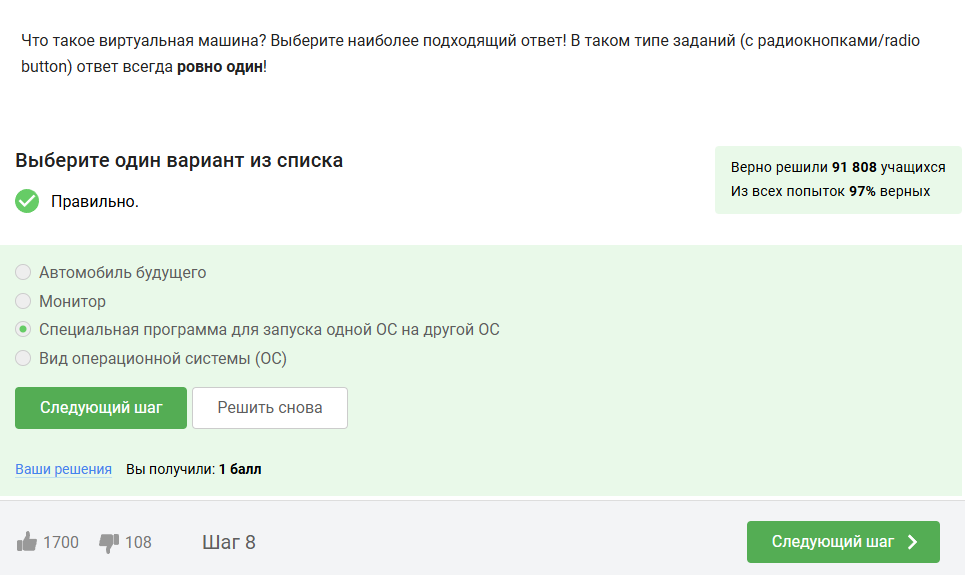 Что такое виртуальная машина? Выберите наиболее подходящий ответ! В таком типе заданий (с радиокнопками/radio
button) ответ всегда ровно один!
Выберите один вариант из списка
Правильно.
Верно решили 91 808 учащихся
Из всех попыток 97% верных
Автомобиль будущего
Монитор
Специальная программа для запуска одной ОС на другой ОС
Вид операционной системы (ОС)
Следующий шаг
Решить снова
Ваши решения Вы получили: 1 балл
1700 108 Шаг 8
Следующий шаг